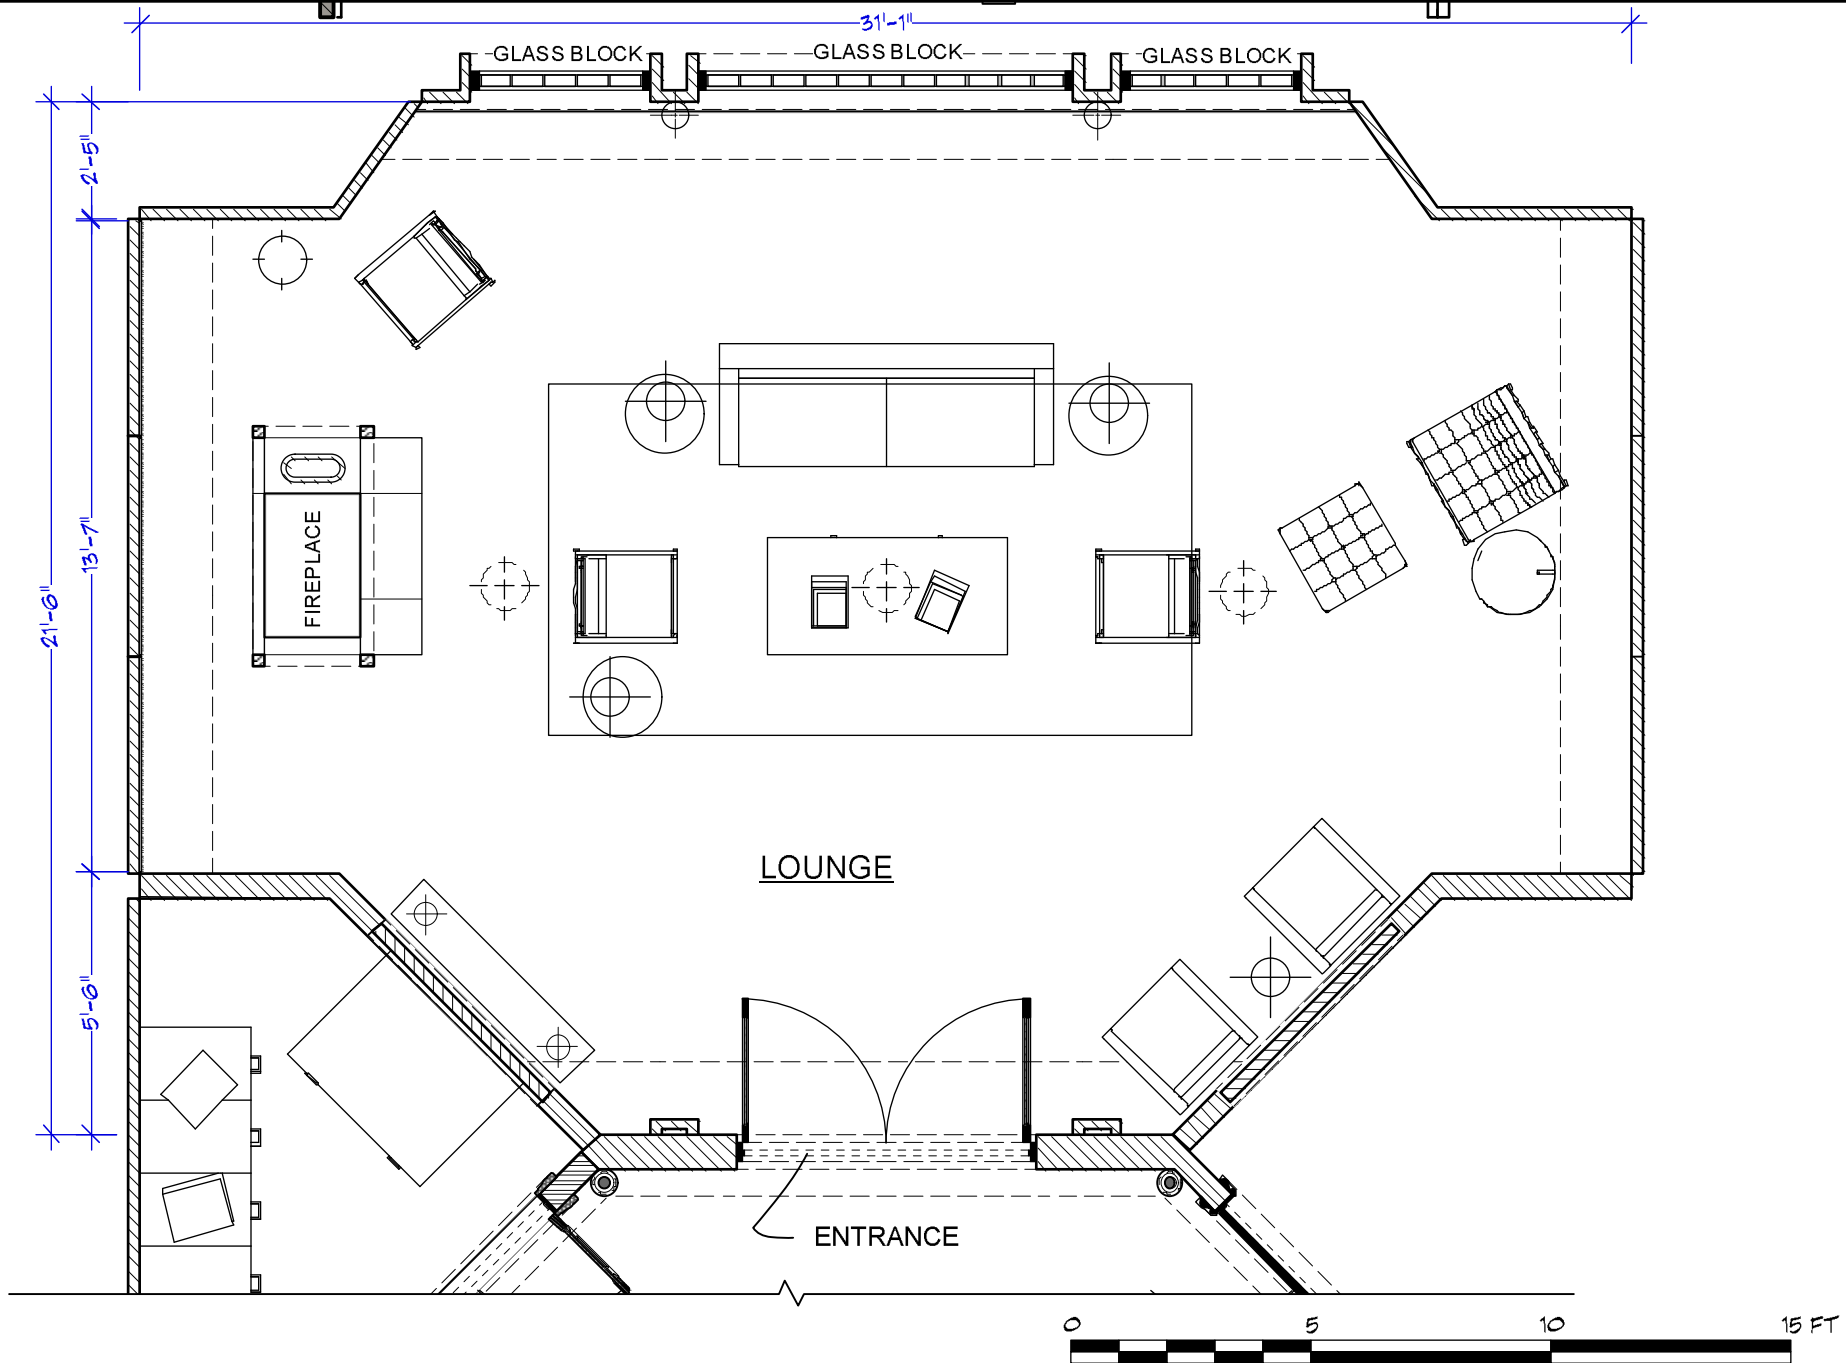 31'-1"
GLASS BLOCK
GLASS BLOCK
GLASS BLOCK
2'-5"
13'-7"
21'-6"
5'-6"
FIREPLACE
LOUNGE
ENTRANCE
0 5 10 15 FT